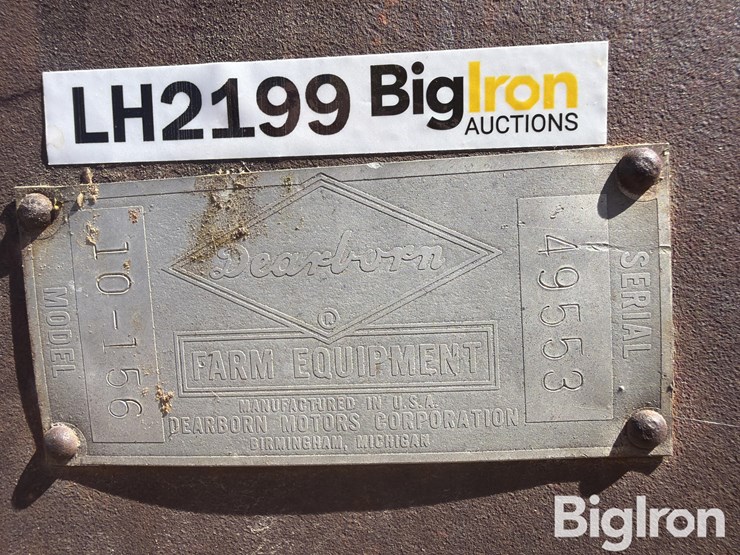 LH2199 BigIron
AUCTIONS
Dearborn
®
FARM EQUIPMENT
MANUFACTURED IN U.S.A.
DEARBORN MOTORS CORPORATION
BIRMINGHAM, MICHIGAN
MODEL
10-156
49553
SERIAL
BigIron